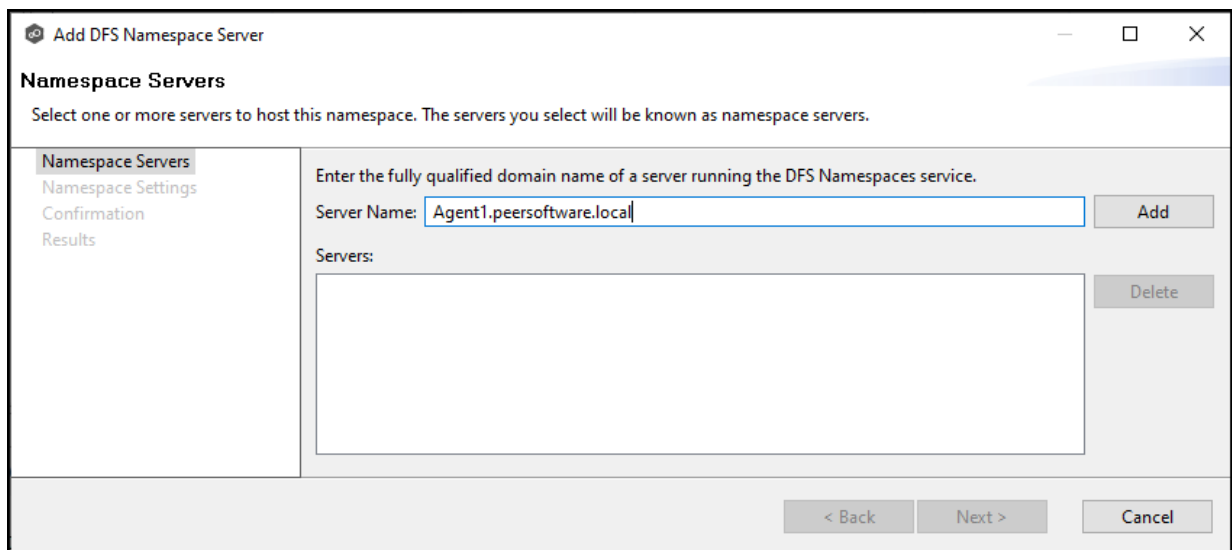 Add DFS Namespace Server
Namespace Servers
Select one or more servers to host this namespace. The servers you select will be known as namespace servers.
Namespace Servers
Namespace Settings
Confirmation
Results
Enter the fully qualified domain name of a server running the DFS Namespaces service.
Server Name: Agent1.peersoftware.local Add
Servers:
Delete
< Back Next > Cancel